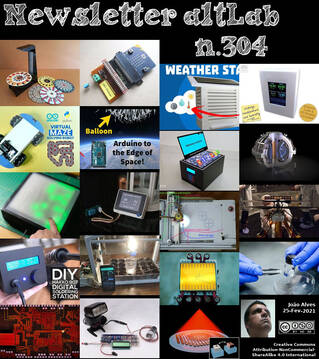 Newsletter altLab
n.304
WEATHER STA
VIRTUAL
MAZE
Balloon
Arduino to
the Edge of
Space!
DIY
DIGITAL
SOLDERING
STATION
João Alves
25-Fev-2021
Creative Commons
Attribution-NonCommercial-
ShareAlike 4.0 International